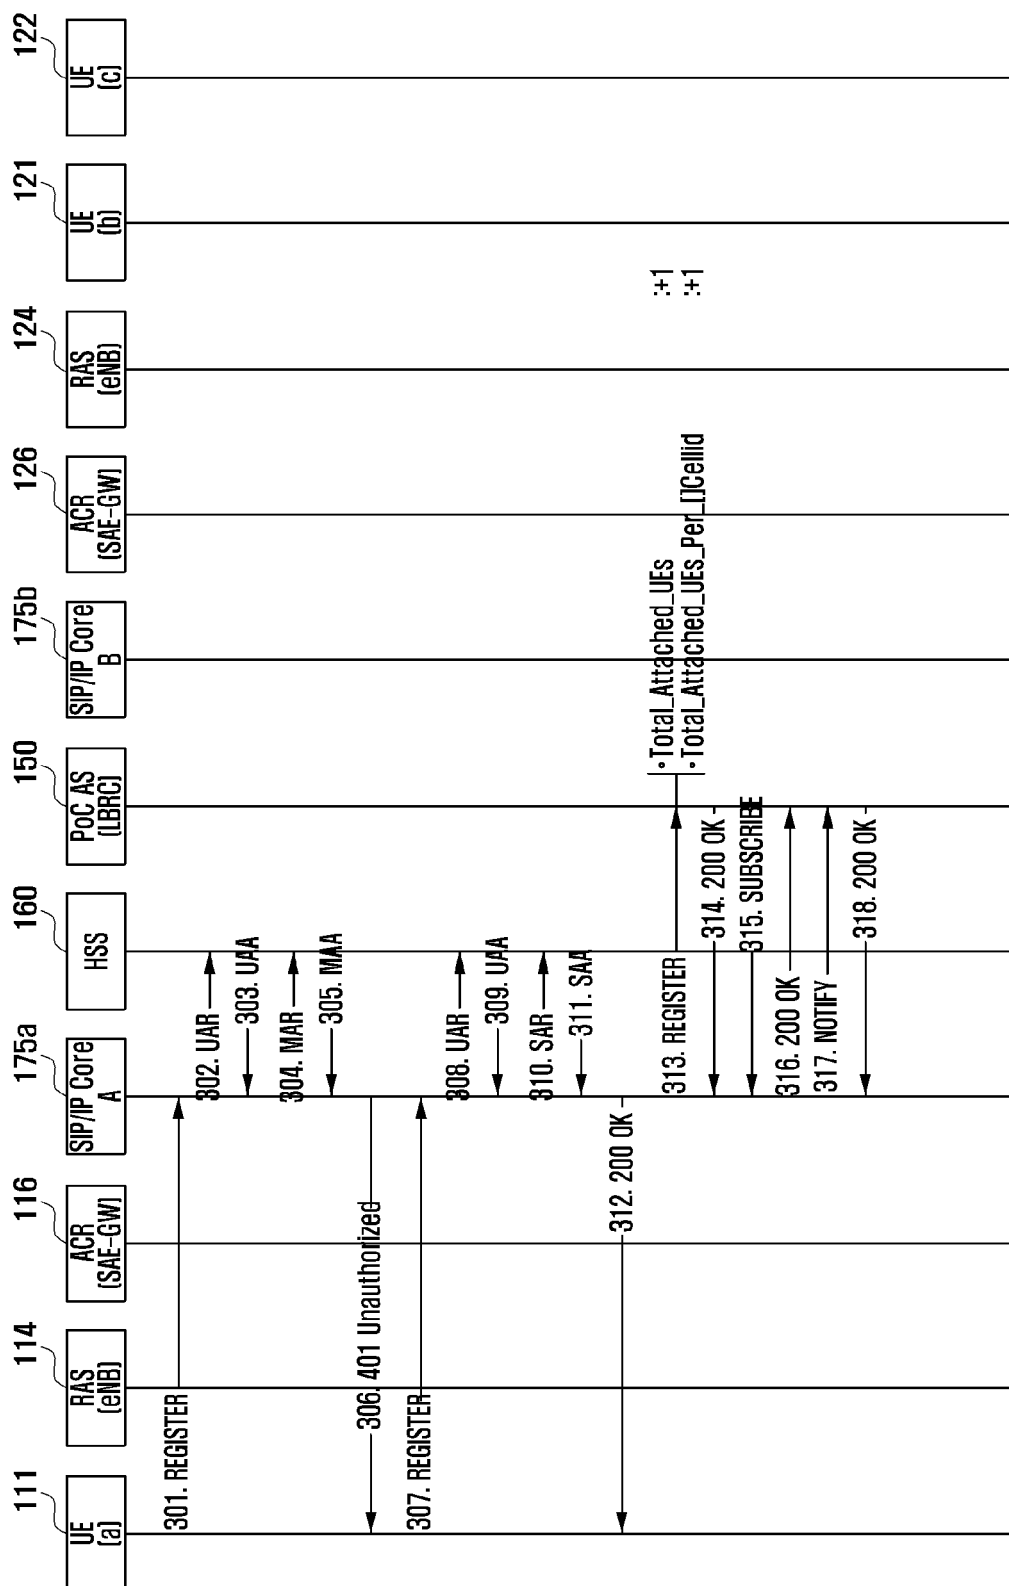 111
UE
(a)
114
RAS
(eNB)
116
ACR
(SAE-GW)
175a
SIP/IP Core
A
160
HSS
150
PoC AS
(LBRC)
175b
SIP/IP Core
B
126
ACR
(SAE-GW)
124
RAS
(eNB)
121
UE
(b)
122
UE
(c)
301. REGISTER
302. UAR
303. UAA
304. MAR
305. MAA
306. 401 Unauthorized
307. REGISTER
308. UAR
309. UAA
310. SAR
311. SAA
312. 200 OK
313. REGISTER
•Total_Attached_UEs :+1
•Total_Attached_UEs_Per_[]Cellid :+1
314. 200 OK
315. SUBSCRIBE
316. 200 OK
317. NOTIFY
318. 200 OK